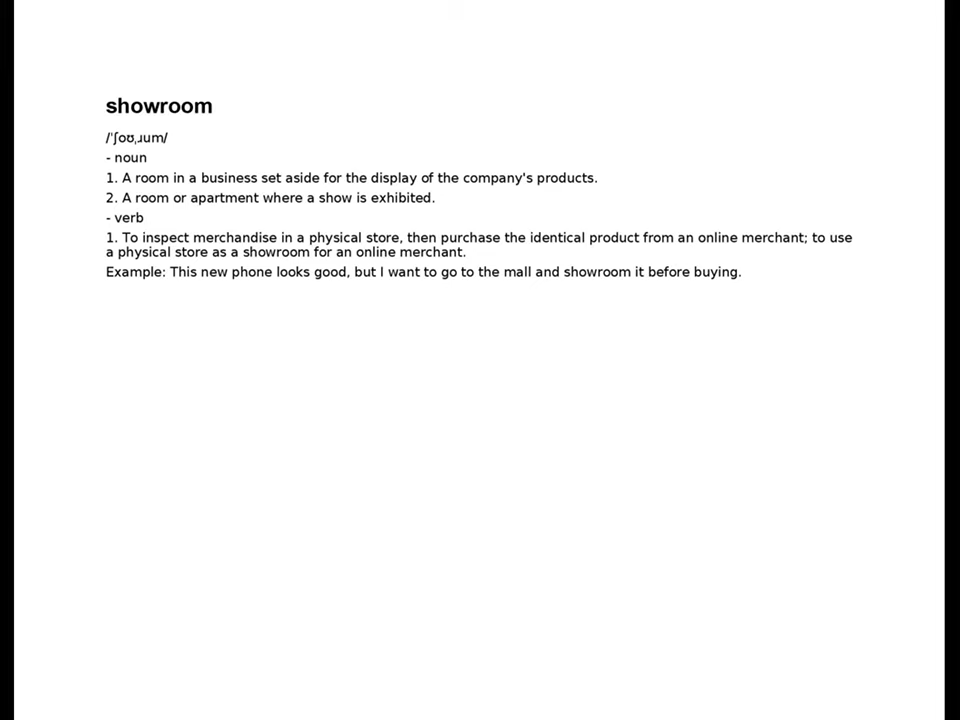 showroom
/ˈʃoʊˌɹum/
- noun
1. A room in a business set aside for the display of the company's products.
2. A room or apartment where a show is exhibited.
- verb
1. To inspect merchandise in a physical store, then purchase the identical product from an online merchant; to use
a physical store as a showroom for an online merchant.
Example: This new phone looks good, but I want to go to the mall and showroom it before buying.